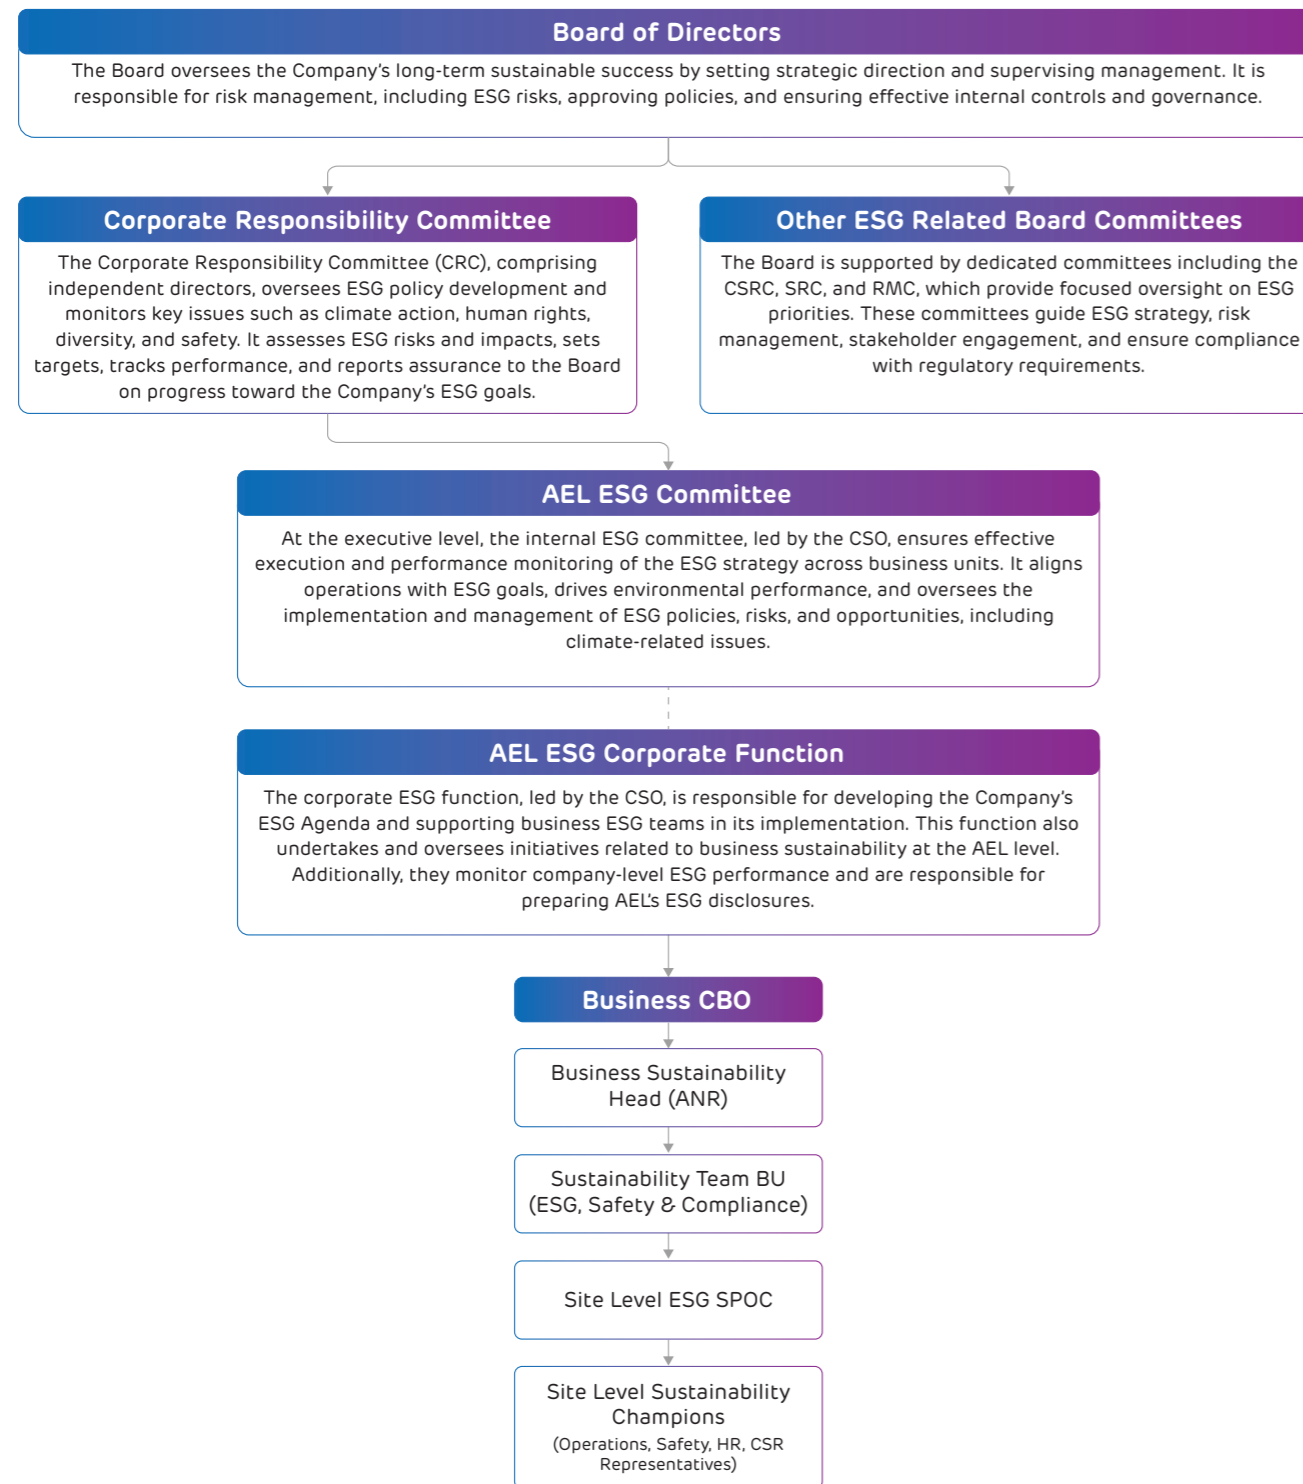 Board of Directors
The Board oversees the Company's long-term sustainable success by setting strategic direction and supervising management. It is
responsible for risk management, including ESG risks, approving policies, and ensuring effective internal controls and governance.
Corporate Responsibility Committee
The Corporate Responsibility Committee (CRC), comprising
independent directors, oversees ESG policy development and
monitors key issues such as climate action, human rights,
diversity, and safety. It assesses ESG risks and impacts, sets
targets, tracks performance, and reports assurance to the Board
on progress toward the Company's ESG goals.
Other ESG Related Board Committees
The Board is supported by dedicated committees including the
CSRC, SRC, and RMC, which provide focused oversight on ESG
priorities. These committees guide ESG strategy, risk
management, stakeholder engagement, and ensure compliance
with regulatory requirements.
AEL ESG Committee
At the executive level, the internal ESG committee, led by the CSO, ensures effective
execution and performance monitoring of the ESG strategy across business units. It aligns
operations with ESG goals, drives environmental performance, and oversees the
implementation and management of ESG policies, risks, and opportunities, including
climate-related issues.
AEL ESG Corporate Function
The corporate ESG function, led by the CSO, is responsible for developing the Company's
ESG Agenda and supporting business ESG teams in its implementation. This function also
undertakes and oversees initiatives related to business sustainability at the AEL level.
Additionally, they monitor company-level ESG performance and are responsible for
preparing AEL's ESG disclosures.
Business CBO
Business Sustainability
Head (ANR)
Sustainability Team BU
(ESG, Safety & Compliance)
Site Level ESG SPOC
Site Level Sustainability
Champions
(Operations, Safety, HR, CSR
Representatives)